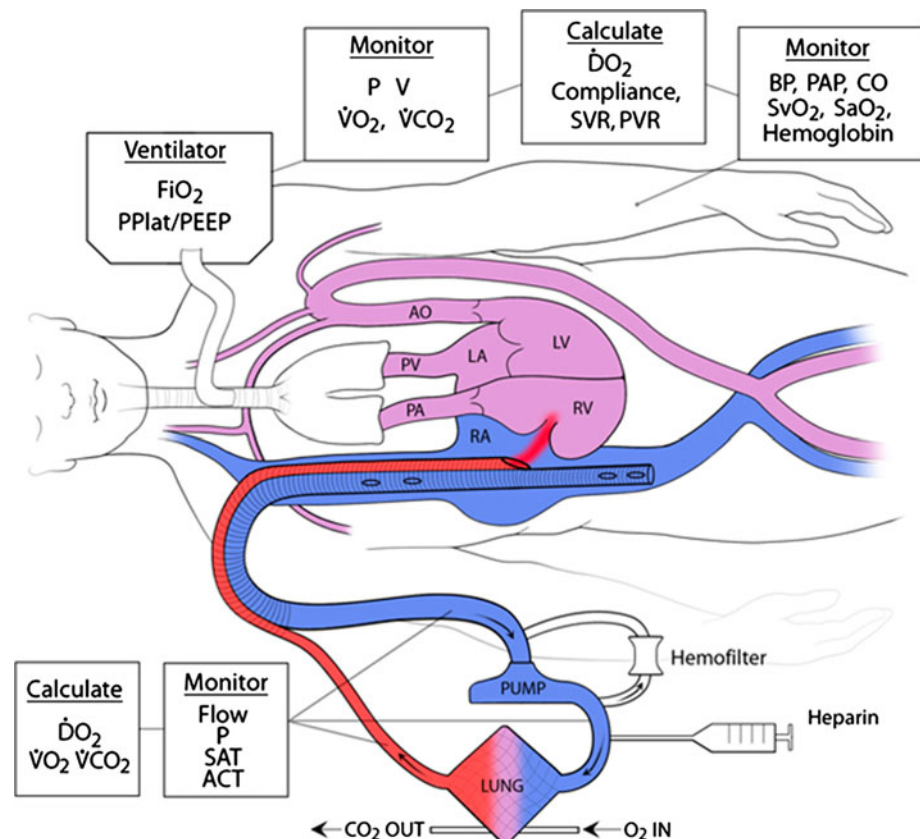 Monitor
P V
V̇O₂, V̇CO₂
Calculate
ḊO₂
Compliance,
SVR, PVR
Monitor
BP, PAP, CO
SvO₂, SaO₂,
Hemoglobin
Ventilator
FiO₂
PPlat/PEEP
AO
PV
LA
LV
PA
RA
RV
PUMP
Hemofilter
Heparin
Calculate
ḊO₂
V̇O₂ V̇CO₂
Monitor
Flow
P
SAT
ACT
LUNG
CO₂ OUT
O₂ IN